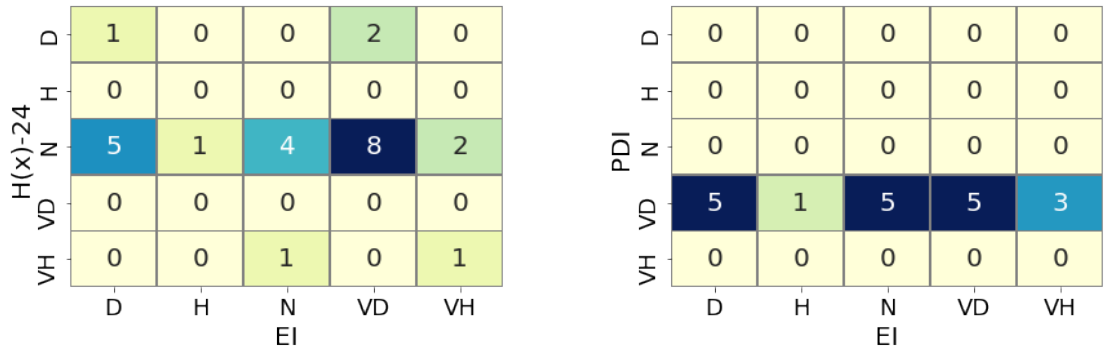 H(x)-24
D 1 0 0 2 0
H 0 0 0 0 0
N 5 1 4 8 2
VD 0 0 0 0 0
VH 0 0 1 0 1
D H N VD VH
EI
PDI
D 0 0 0 0 0
H 0 0 0 0 0
N 0 0 0 0 0
VD 5 1 5 5 3
VH 0 0 0 0 0
D H N VD VH
EI